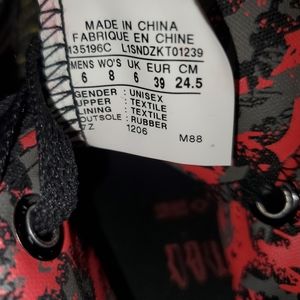 MADE IN CHINA
FABRIQUE EN CHINE
135196C L1SNDZKT01239
MENS WO'S UK EUR CM
6 8 6 39 24.5
GENDER : UNISEX
UPPER : TEXTILE
LINING : TEXTILE
OUTSOLE : RUBBER
7Z 1206 M88